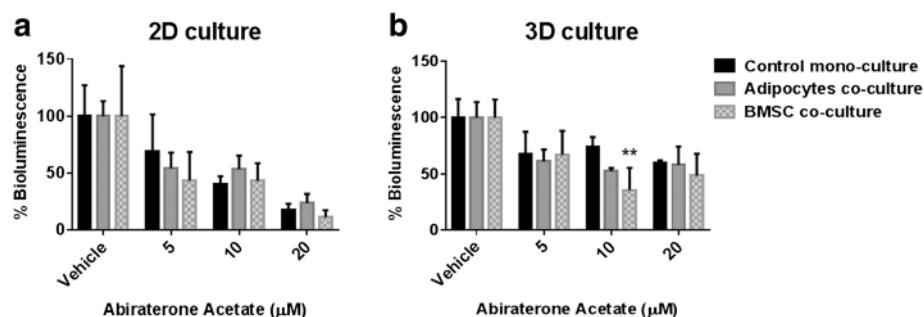 a
2D culture
% Bioluminescence
150
100
50
0
Vehicle
5
10
20
Abiraterone Acetate (μM)
b
3D culture
% Bioluminescence
150
100
50
0
**
Vehicle
5
10
20
Abiraterone Acetate (μM)
Control mono-culture
Adipocytes co-culture
BMSC co-culture